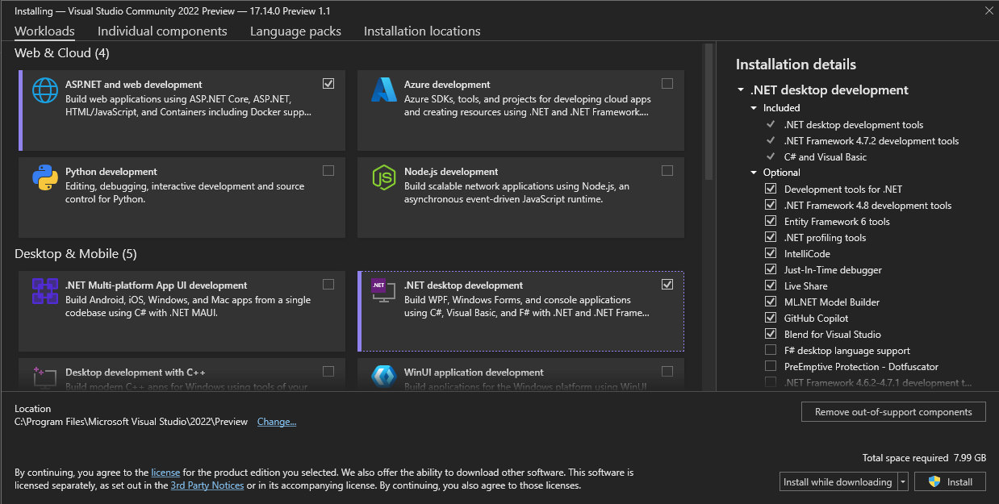 Installing — Visual Studio Community 2022 Preview — 17.14.0 Preview 1.1
Workloads Individual components Language packs Installation locations
Web & Cloud (4)
ASP.NET and web development
Build web applications using ASP.NET Core, ASP.NET,
HTML/JavaScript, and Containers including Docker supp...
Azure development
Azure SDKs, tools, and projects for developing cloud apps
and creating resources using .NET and .NET Framework....
Python development
Editing, debugging, interactive development and source
control for Python.
JS
Node.js development
Build scalable network applications using Node.js, an
asynchronous event-driven JavaScript runtime.
Desktop & Mobile (5)
.NET Multi-platform App UI development
Build Android, iOS, Windows, and Mac apps from a single
codebase using C# with .NET MAUI.
.NET
.NET desktop development
Build WPF, Windows Forms, and console applications
using C#, Visual Basic, and F# with .NET and .NET Frame...
Desktop development with C++
Build modern C++ apps for Windows using tools of your
WinUI application development
Build applications for the Windows platform using WinUI
Installation details
.NET desktop development
Included
.NET desktop development tools
.NET Framework 4.7.2 development tools
C# and Visual Basic
Optional
Development tools for .NET
.NET Framework 4.8 development tools
Entity Framework 6 tools
.NET profiling tools
IntelliCode
Just-In-Time debugger
Live Share
ML.NET Model Builder
GitHub Copilot
Blend for Visual Studio
F# desktop language support
PreEmptive Protection - Dotfuscator
.NET Framework 4.6.2-4.7.1 development t...
Location
C:\Program Files\Microsoft Visual Studio\2022\Preview Change...
Remove out-of-support components
Total space required 7.99 GB
By continuing, you agree to the license for the product edition you selected. We also offer the ability to download other software. This software is
licensed separately, as set out in the 3rd Party Notices or in its accompanying license. By continuing, you also agree to those licenses.
Install while downloading
Install